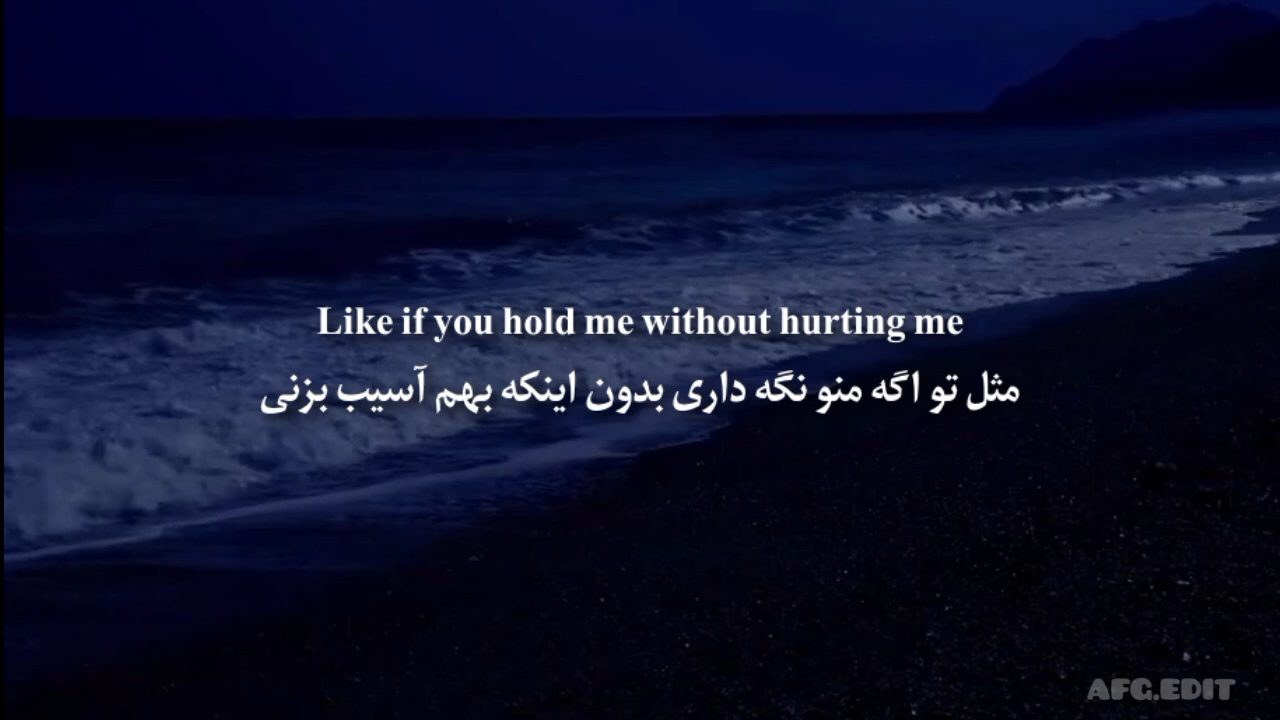 Like if you hold me without hurting me
مثل تو اگه منو نگه داری بدون اینکه بهم آسیب بزنی
AFG.EDIT